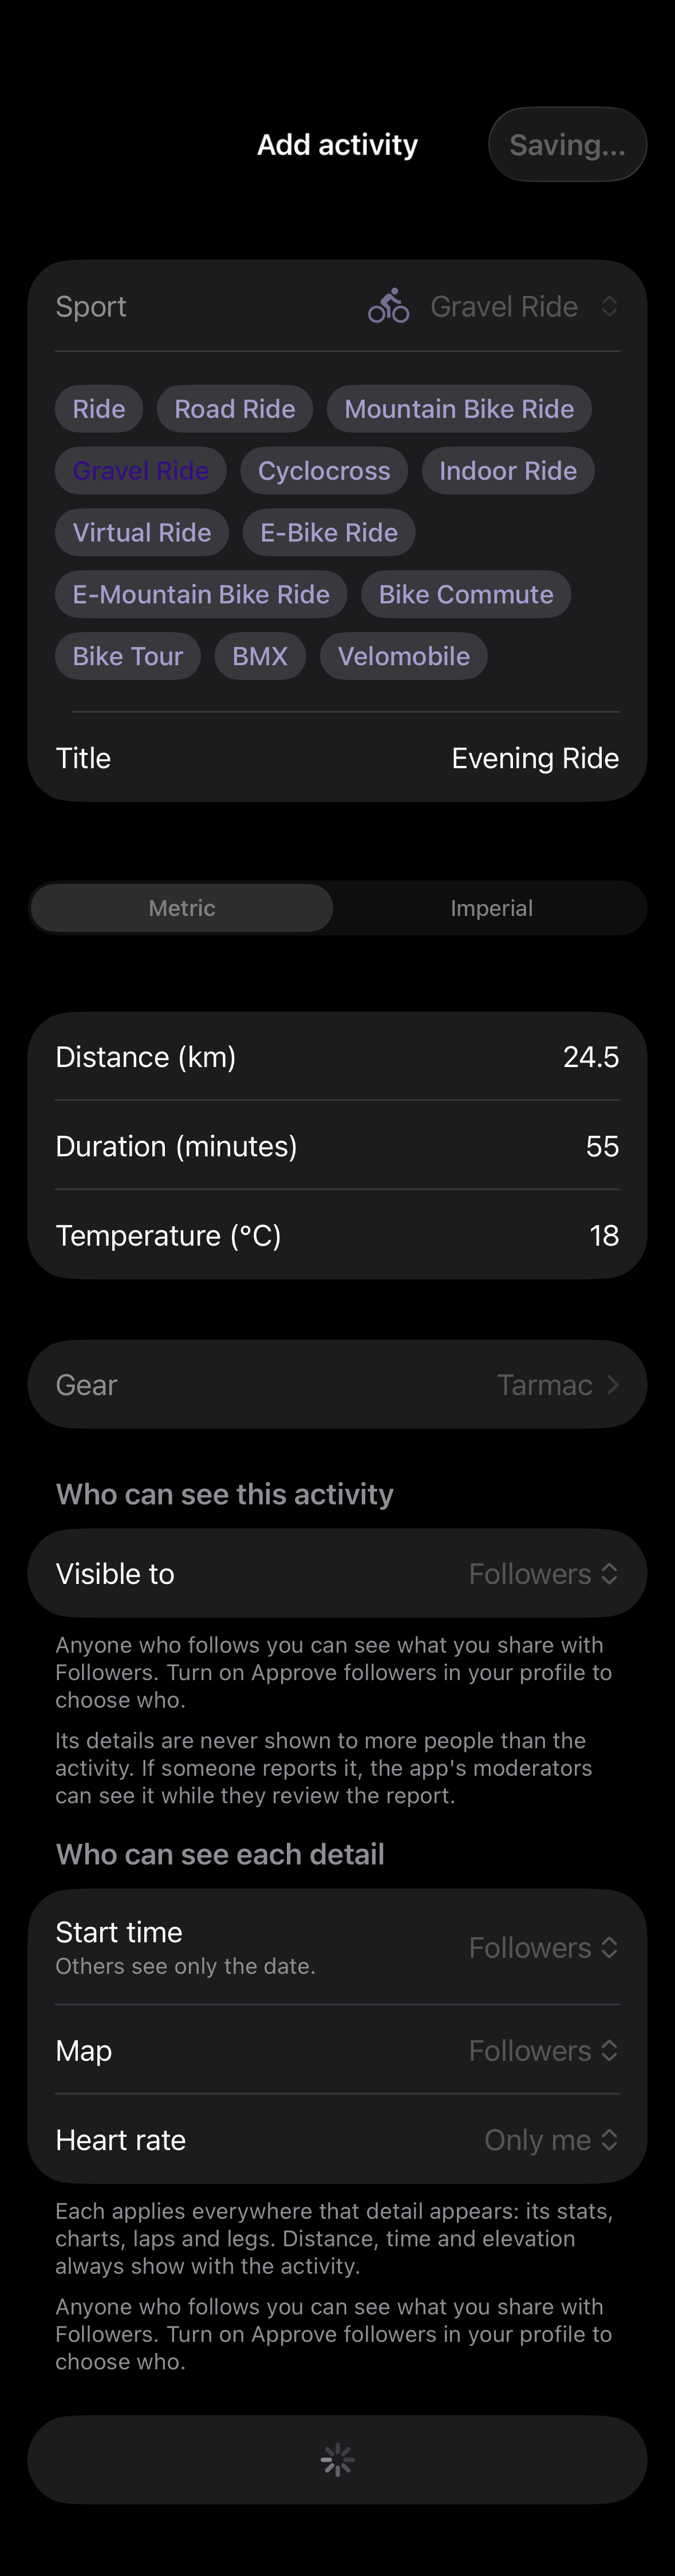 Add activity
Saving...
Sport
Gravel Ride
Ride
Road Ride
Mountain Bike Ride
Gravel Ride
Cyclocross
Indoor Ride
Virtual Ride
E-Bike Ride
E-Mountain Bike Ride
Bike Commute
Bike Tour
BMX
Velomobile
Title
Evening Ride
Metric
Imperial
Distance (km)
24.5
Duration (minutes)
55
Temperature (°C)
18
Gear
Tarmac
Who can see this activity
Visible to
Followers
Anyone who follows you can see what you share with
Followers. Turn on Approve followers in your profile to
choose who.
Its details are never shown to more people than the
activity. If someone reports it, the app's moderators
can see it while they review the report.
Who can see each detail
Start time
Others see only the date.
Followers
Map
Followers
Heart rate
Only me
Each applies everywhere that detail appears: its stats,
charts, laps and legs. Distance, time and elevation
always show with the activity.
Anyone who follows you can see what you share with
Followers. Turn on Approve followers in your profile to
choose who.